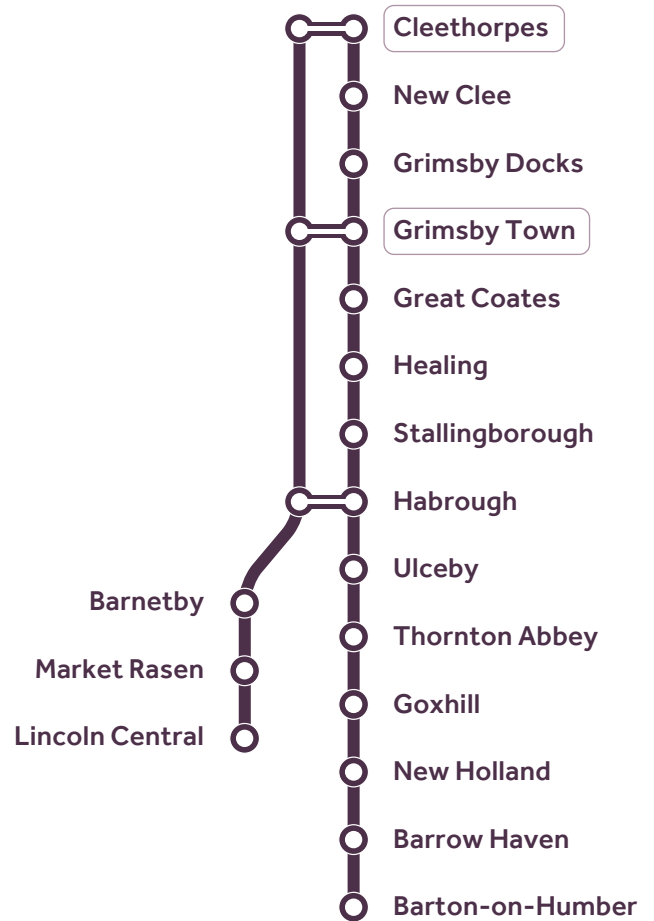 Cleethorpes
New Clee
Grimsby Docks
Grimsby Town
Great Coates
Healing
Stallingborough
Habrough
Ulceby
Barnetby
Thornton Abbey
Market Rasen
Goxhill
Lincoln Central
New Holland
Barrow Haven
Barton-on-Humber